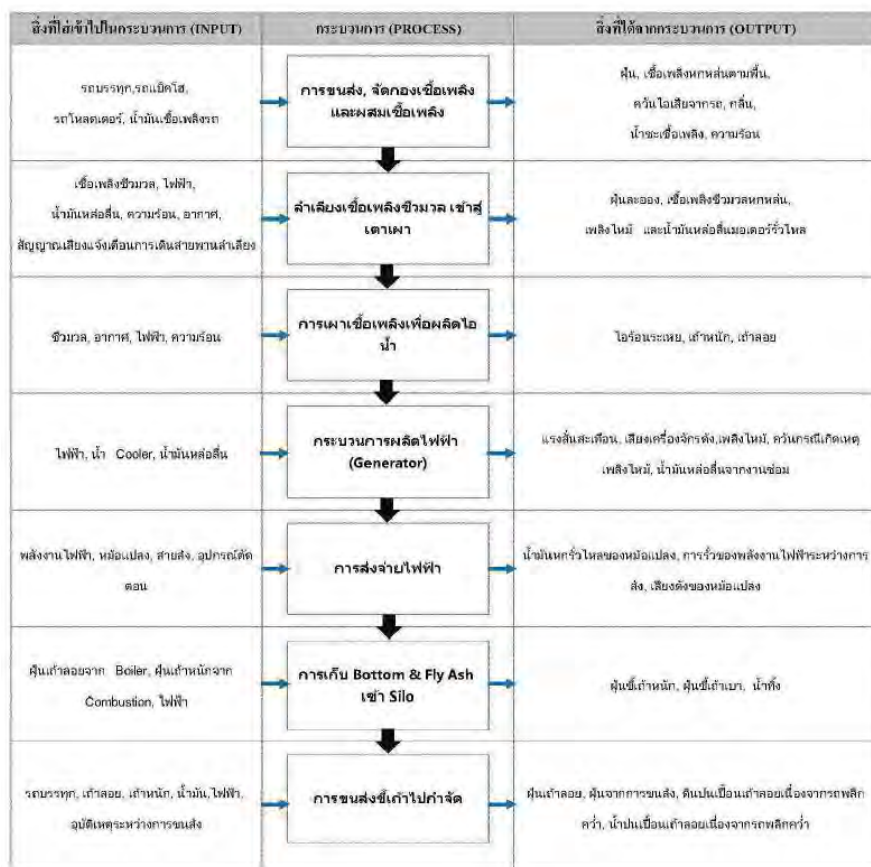 สิ่งที่ใส่เข้าไปในกระบวนการ (INPUT)
กระบวนการ (PROCESS)
สิ่งที่ได้จากกระบวนการ (OUTPUT)
รถบรรทุก,รถแบ็คโฮ,
รถโหลดเดอร์, น้ำมันเชื้อเพลิงรถ
การขนส่ง, จัดกองเชื้อเพลิง
และผสมเชื้อเพลิง
ฝุ่น, เชื้อเพลิงหกหล่นตามพื้น,
ควันไอเสียจากรถ, กลิ่น,
น้ำชะเชื้อเพลิง, ความร้อน
เชื้อเพลิงชีวมวล, ไฟฟ้า,
น้ำมันหล่อลื่น, ความร้อน, อากาศ,
สัญญาณเสียงแจ้งเตือนการเดินสายพานลำเลียง
ลำเลียงเชื้อเพลิงชีวมวล เข้าสู่
เตาเผา
ฝุ่นละออง, เชื้อเพลิงชีวมวลหกหล่น,
เพลิงไหม้ และน้ำมันหล่อลื่นมอเตอร์รั่วไหล
ชีวมวล, อากาศ, ไฟฟ้า, ความร้อน
การเผาเชื้อเพลิงเพื่อผลิตไอ
น้ำ
ไอร้อนระเหย, เถ้าหนัก, เถ้าลอย
ไฟฟ้า, น้ำ Cooler, น้ำมันหล่อลื่น
กระบวนการผลิตไฟฟ้า
(Generator)
แรงสั่นสะเทือน, เสียงเครื่องจักรดัง,เพลิงไหม้, ควันกรณีเกิดเหตุ
เพลิงไหม้, น้ำมันหล่อลื่นจากงานซ่อม
พลังงานไฟฟ้า, หม้อแปลง, สายส่ง, อุปกรณ์ตัด
ตอน
การส่งจ่ายไฟฟ้า
น้ำมันหกรั่วไหลของหม้อแปลง, การรั่วของพลังงานไฟฟ้าระหว่างการ
ส่ง, เสียงดังของหม้อแปลง
ฝุ่นเถ้าลอยจาก Boiler, ฝุ่นเถ้าหนักจาก
Combustion, ไฟฟ้า
การเก็บ Bottom & Fly Ash
เข้า Silo
ฝุ่นขี้เถ้าหนัก, ฝุ่นขี้เถ้าเบา, น้ำทิ้ง
รถบรรทุก, เถ้าลอย, เถ้าหนัก, น้ำมัน,ไฟฟ้า,
อุบัติเหตุระหว่างการขนส่ง
การขนส่งขี้เถ้าไปกำจัด
ฝุ่นเถ้าลอย, ฝุ่นจากการขนส่ง, ดินปนเปื้อนเถ้าลอยเนื่องจากรถพลิก
คว่ำ, น้ำปนเปื้อนเถ้าลอยเนื่องจากรถพลิกคว่ำ